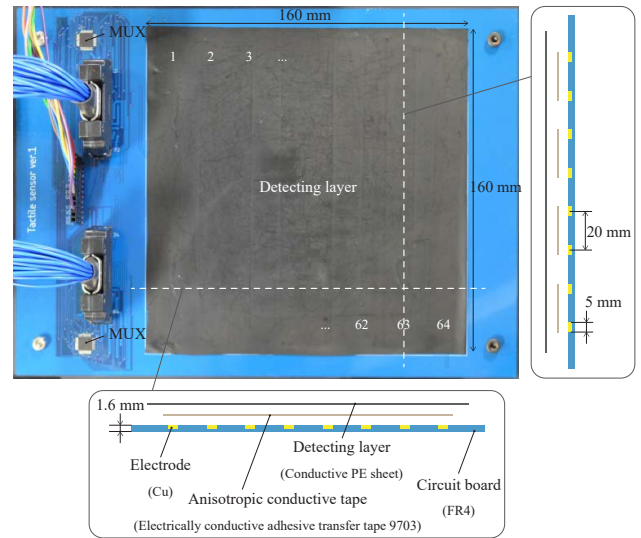 160 mm
MUX
1 2 3 ...
Tactile sensor ver.1
Detecting layer
160 mm
20 mm
5 mm
... 62 63 64
MUX
1.6 mm
Detecting layer
Electrode
(Conductive PE sheet)
Circuit board
(Cu)
Anisotropic conductive tape
(FR4)
(Electrically conductive adhesive transfer tape 9703)